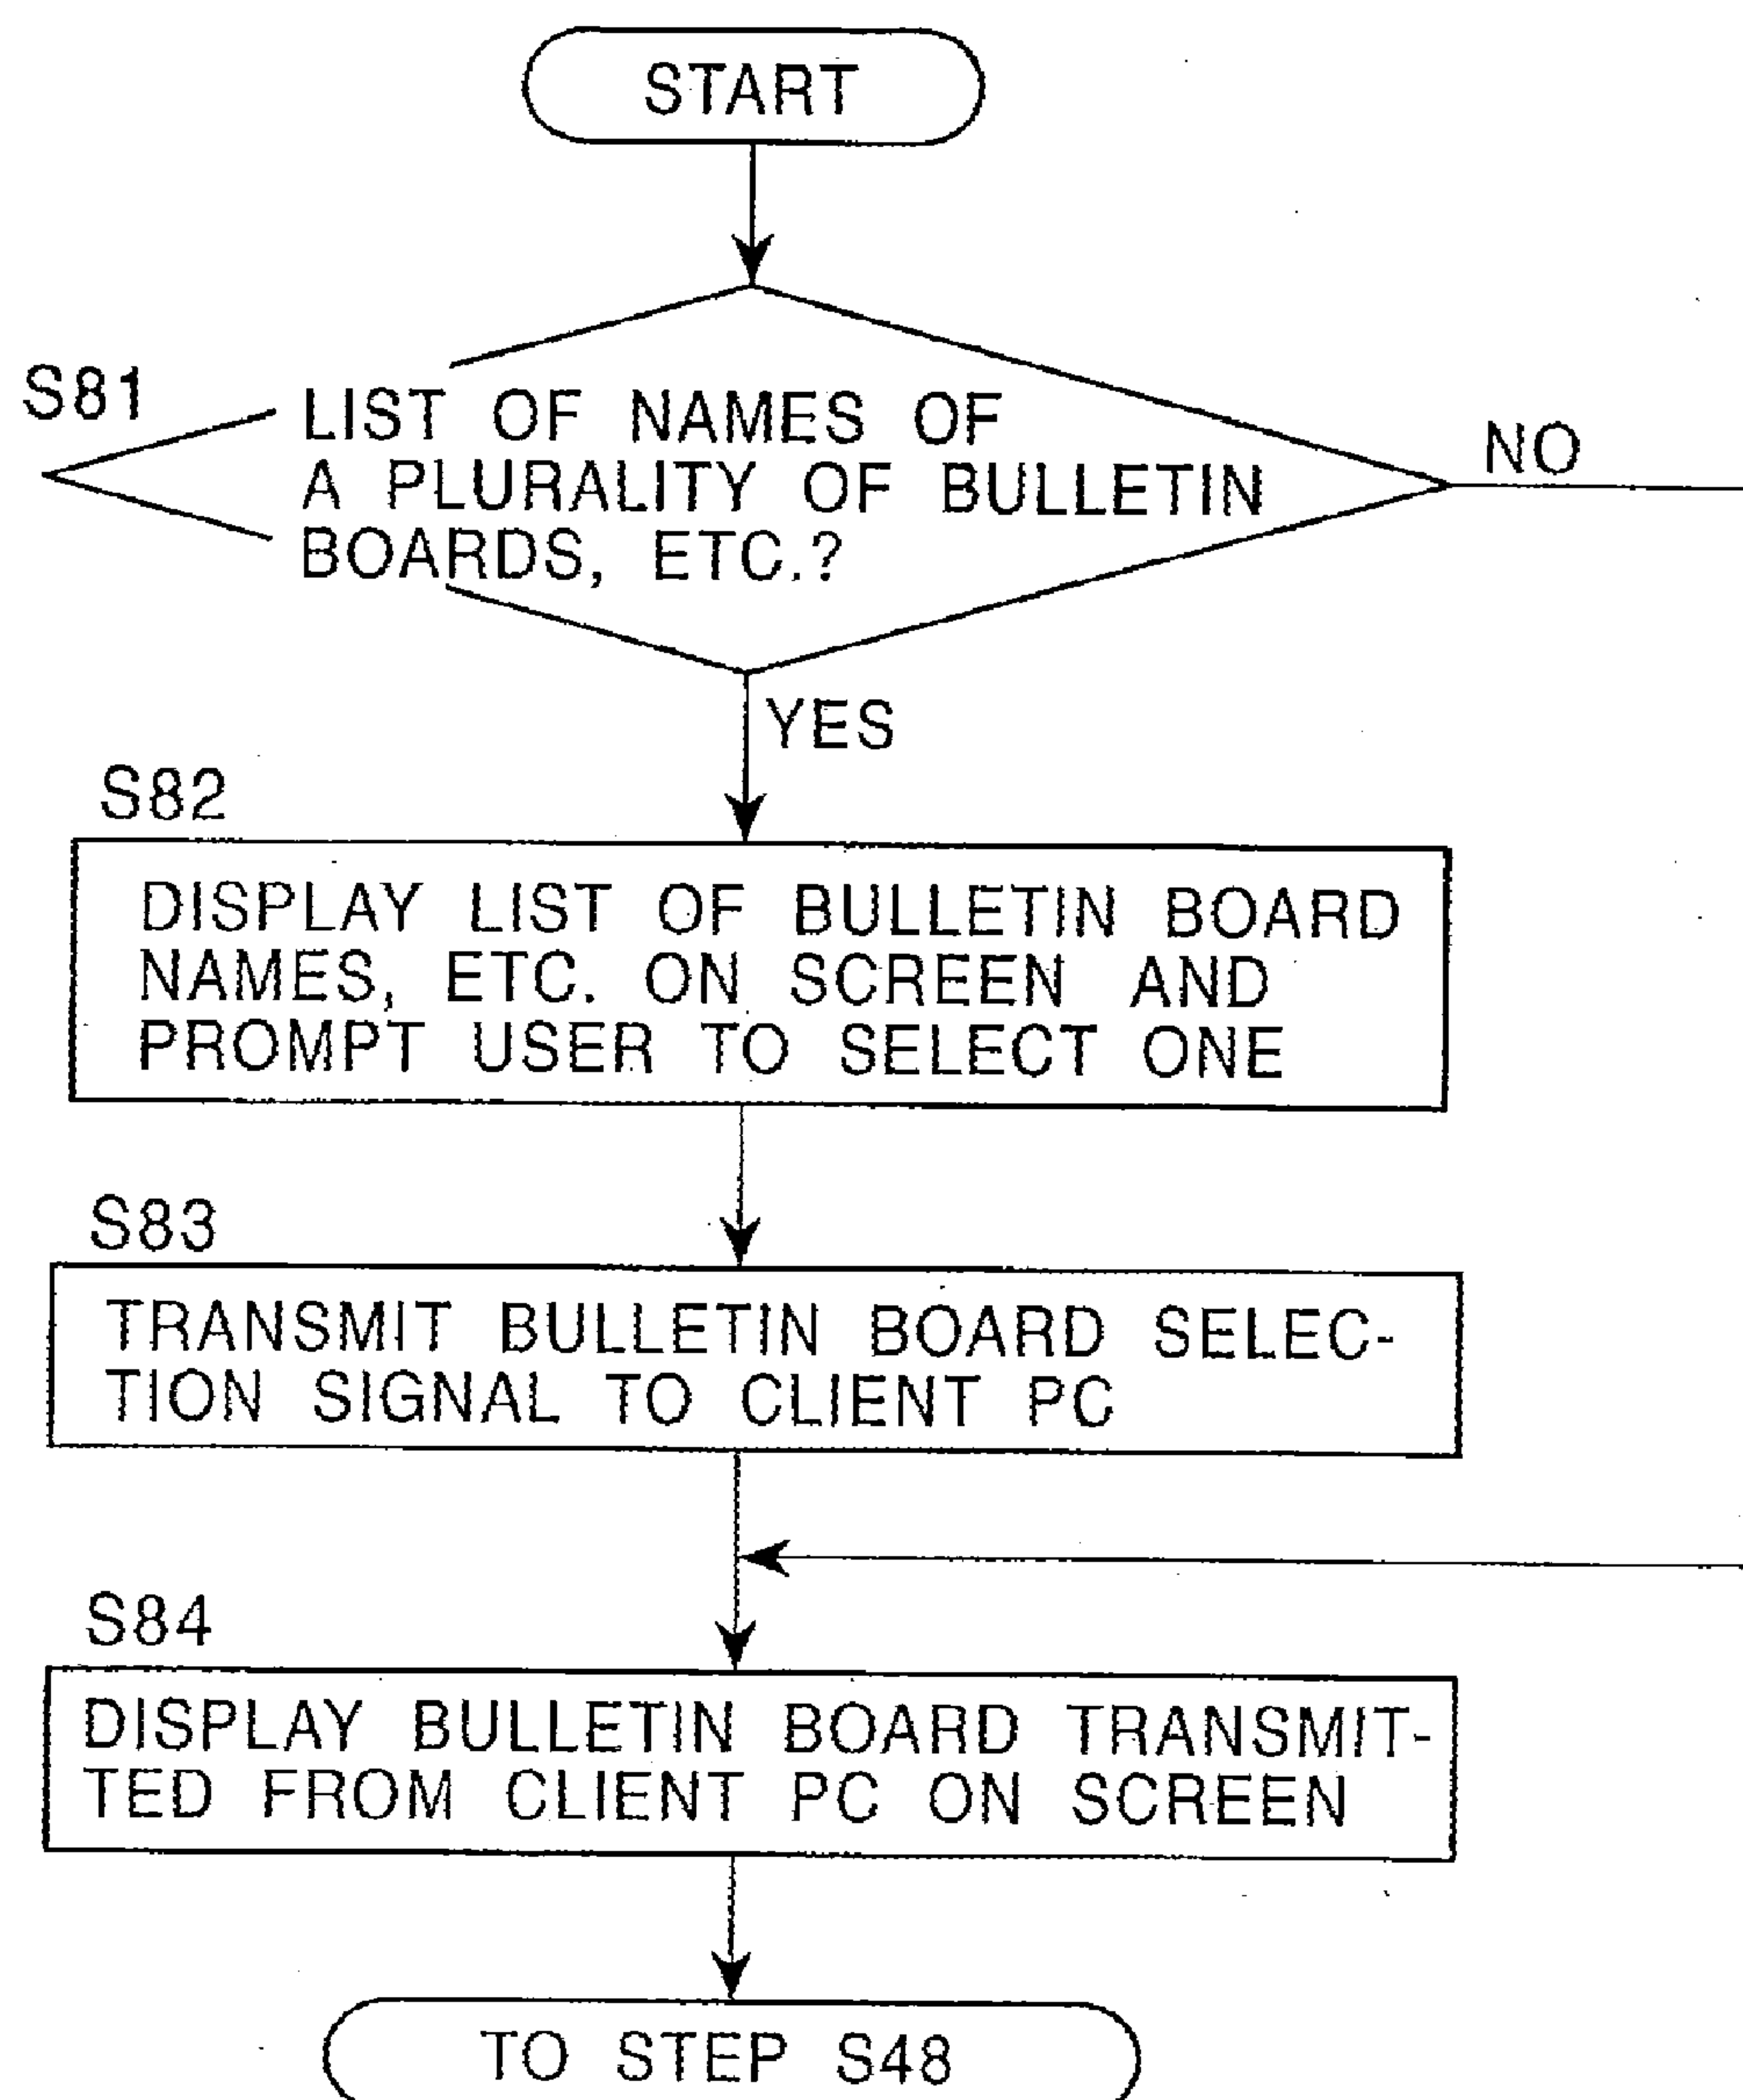 START
S81
LIST OF NAMES OF
A PLURALITY OF BULLETIN
BOARDS, ETC.?
NO
YES
S82
DISPLAY LIST OF BULLETIN BOARD
NAMES, ETC. ON SCREEN AND
PROMPT USER TO SELECT ONE
S83
TRANSMIT BULLETIN BOARD SELEC-
TION SIGNAL TO CLIENT PC
S84
DISPLAY BULLETIN BOARD TRANSMIT-
TED FROM CLIENT PC ON SCREEN
TO STEP S48